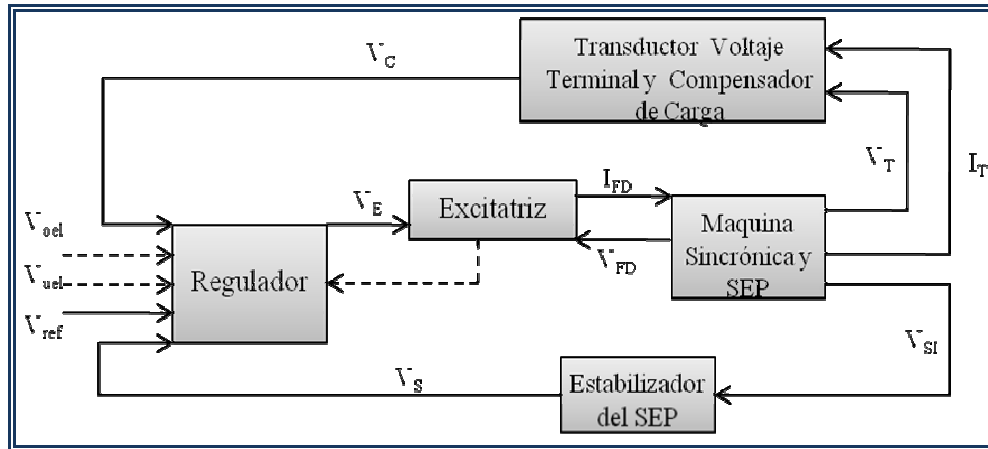 Transductor Voltaje
Terminal y Compensador
de Carga
V_C
V_T
I_T
I_FD
Excitatriz
V_E
V_FD
Maquina
Sincrónica y
SEP
V_oel
V_uel
V_ref
Regulador
V_SI
V_S
Estabilizador
del SEP